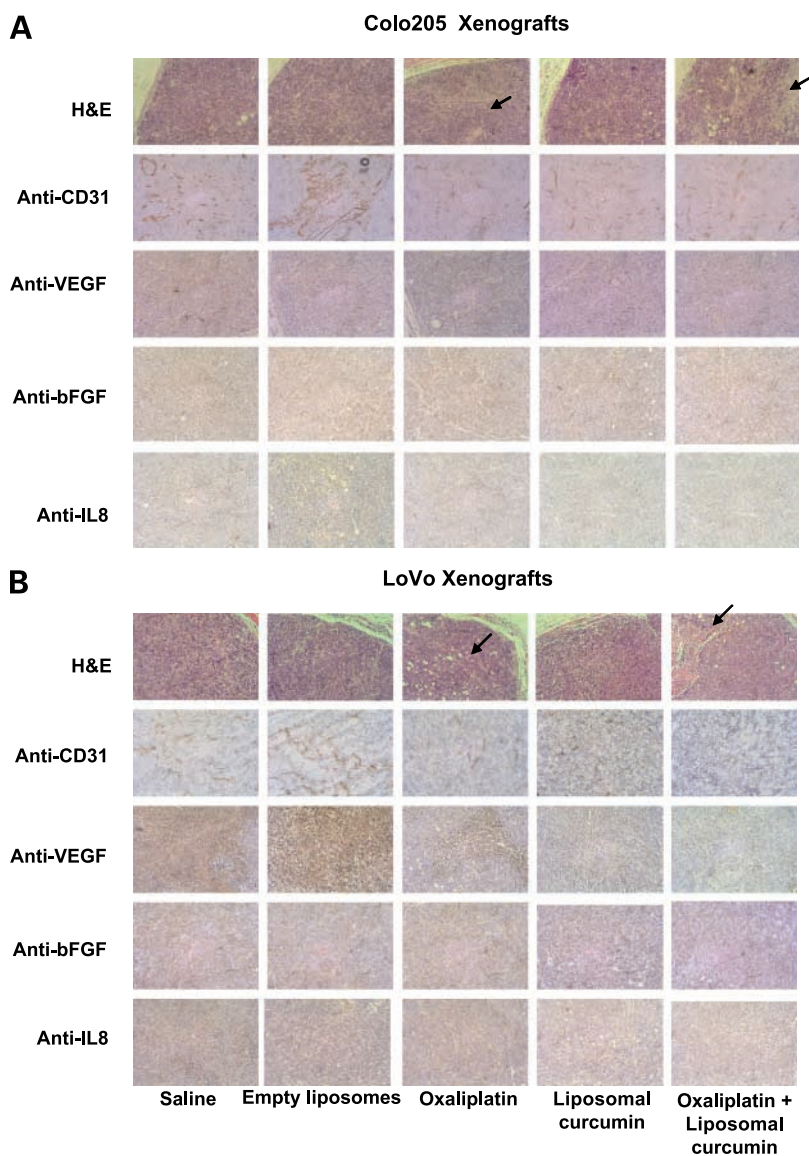 A
Colo205 Xenografts
H&E
Anti-CD31
Anti-VEGF
Anti-bFGF
Anti-IL8
B
LoVo Xenografts
H&E
Anti-CD31
Anti-VEGF
Anti-bFGF
Anti-IL8
Saline
Empty liposomes
Oxaliplatin
Liposomal
curcumin
Oxaliplatin +
Liposomal
curcumin